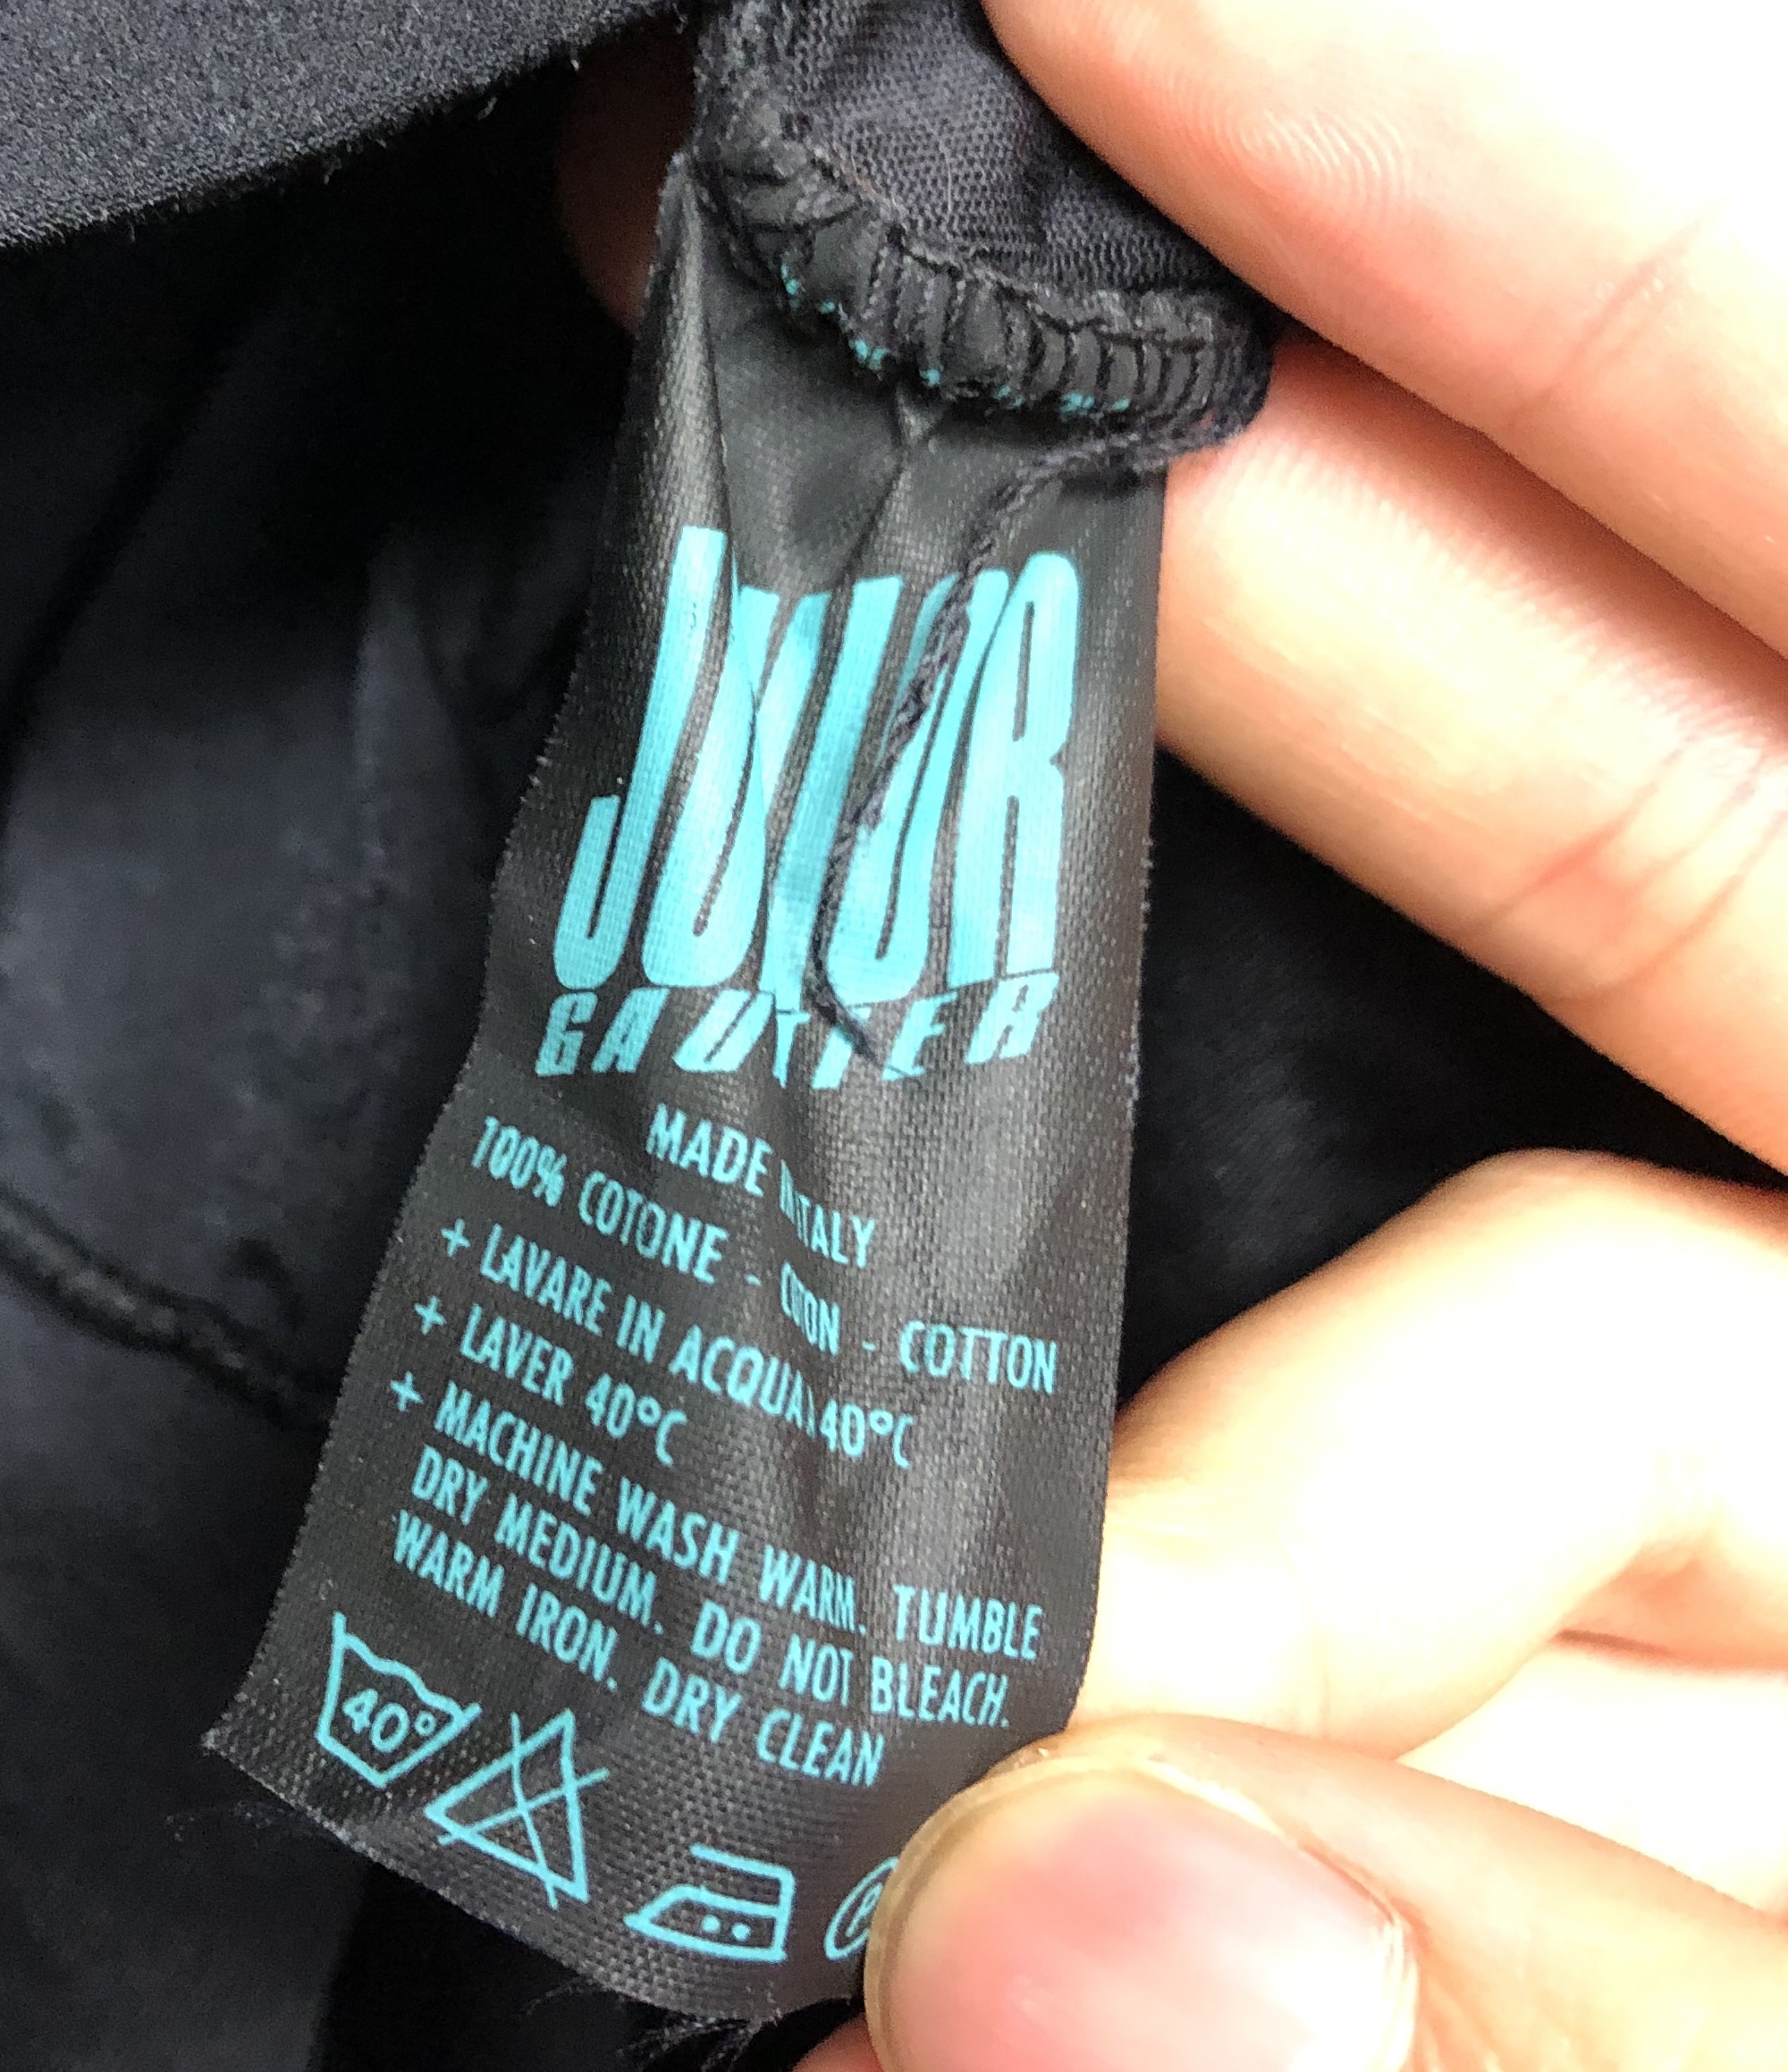 JUNIOR
GAULTIER
MADE IN ITALY
100% COTONE - COTON - COTTON
+ LAVARE IN ACQUA 40°C
+ LAVER 40°C
+ MACHINE WASH WARM. TUMBLE
DRY MEDIUM. DO NOT BLEACH.
WARM IRON. DRY CLEAN
40°